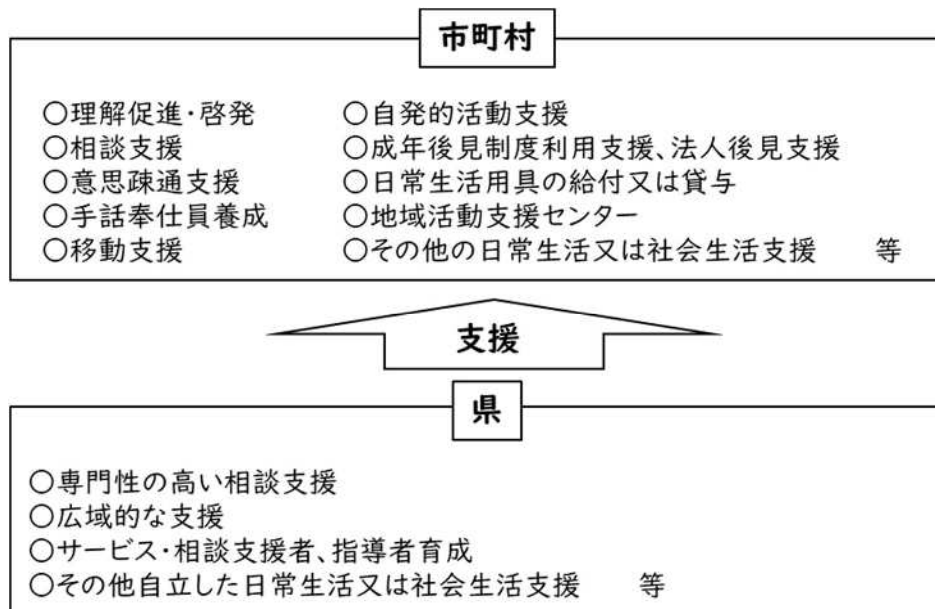 市町村
○理解促進・啓発
○相談支援
○意思疎通支援
○手話奉仕員養成
○移動支援
○自発的活動支援
○成年後見制度利用支援、法人後見支援
○日常生活用具の給付又は貸与
○地域活動支援センター
○その他の日常生活又は社会生活支援　　等
支援
県
○専門性の高い相談支援
○広域的な支援
○サービス・相談支援者、指導者育成
○その他自立した日常生活又は社会生活支援　　等